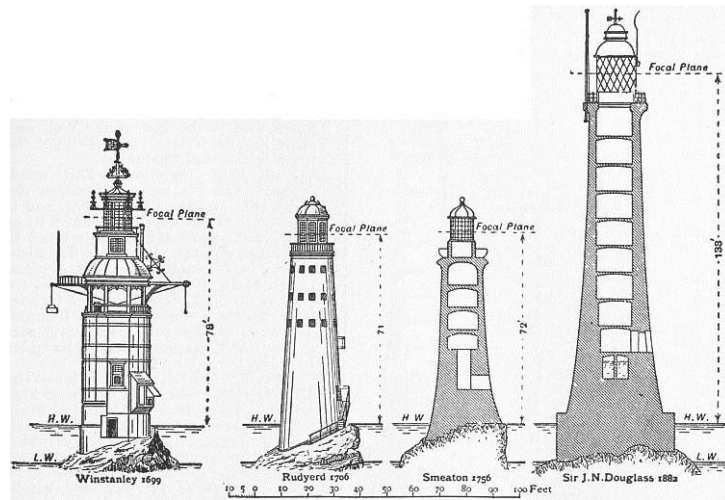 Focal Plane
Focal Plane
Focal Plane
Focal Plane
78'
71
72'
133'
H.W.
H.W.
H W
H.W.
L.W.
L.W.
Winstanley 1699
Rudyerd 1706
Smeaton 1756
Sir J.N.Douglass 1882
10 5 0 10 20 30 40 50 60 70 80 90 100 Feet